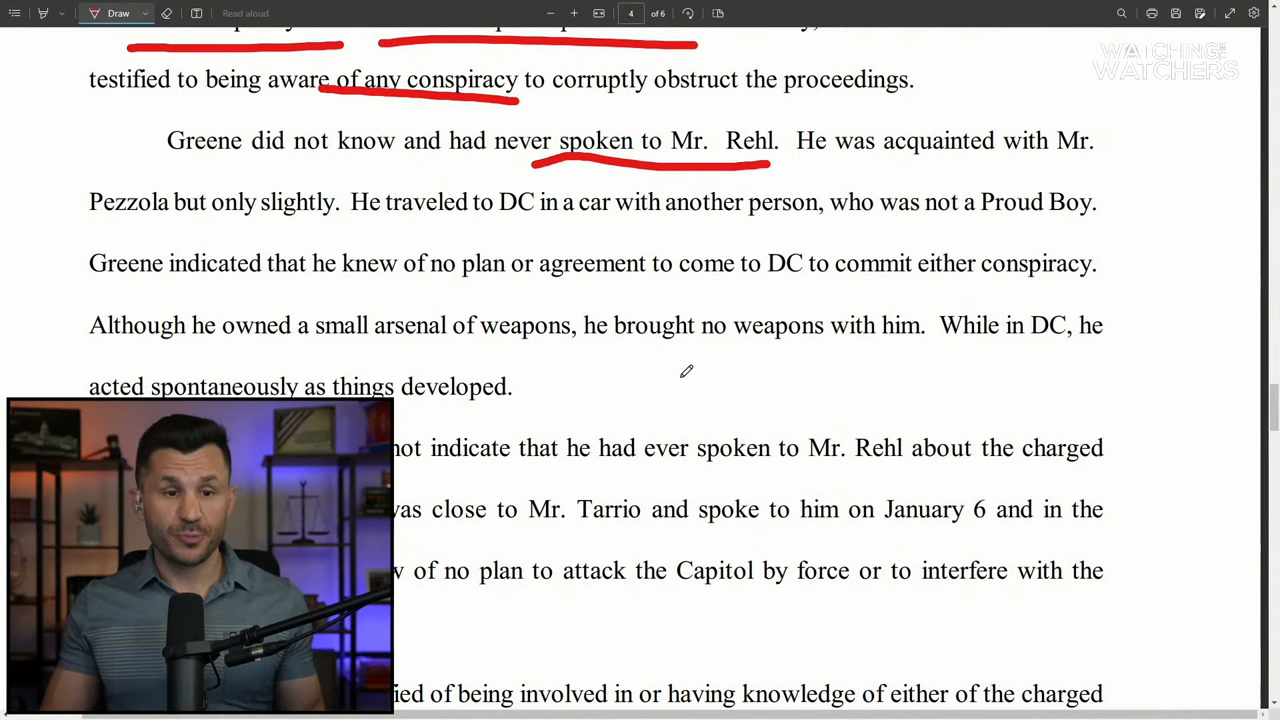 Draw
Read aloud
4 of 6
WATCHING THE
WATCHERS
testified to being aware of any conspiracy to corruptly obstruct the proceedings.
Greene did not know and had never spoken to Mr. Rehl. He was acquainted with Mr.
Pezzola but only slightly. He traveled to DC in a car with another person, who was not a Proud Boy.
Greene indicated that he knew of no plan or agreement to come to DC to commit either conspiracy.
Although he owned a small arsenal of weapons, he brought no weapons with him. While in DC, he
acted spontaneously as things developed.
not indicate that he had ever spoken to Mr. Rehl about the charged
was close to Mr. Tarrio and spoke to him on January 6 and in the
w of no plan to attack the Capitol by force or to interfere with the
ied of being involved in or having knowledge of either of the charged